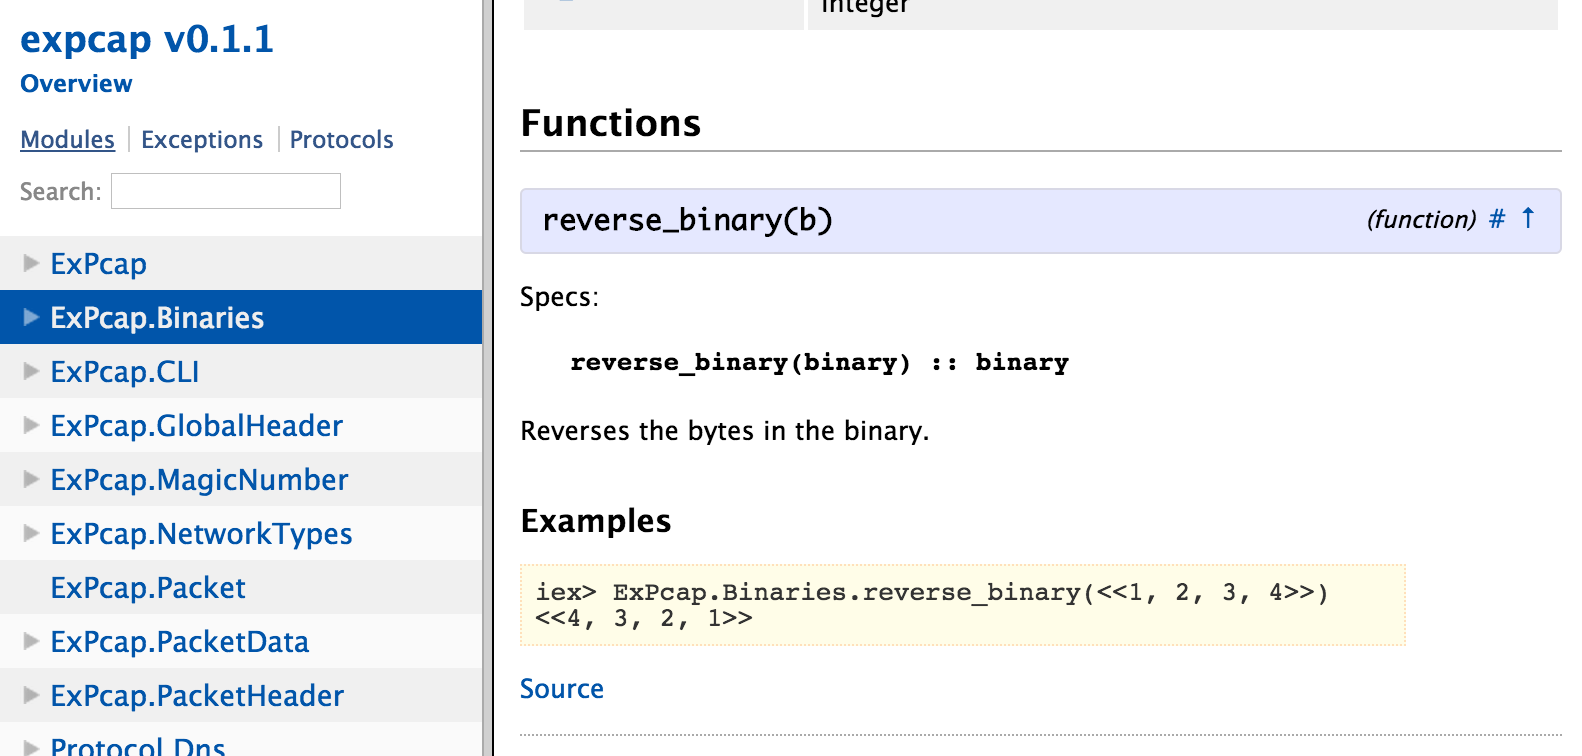 expcap v0.1.1
Overview
Modules | Exceptions | Protocols
Search:
ExPcap
ExPcap.Binaries
ExPcap.CLI
ExPcap.GlobalHeader
ExPcap.MagicNumber
ExPcap.NetworkTypes
ExPcap.Packet
ExPcap.PacketData
ExPcap.PacketHeader
Protocol.Dns
integer
Functions
reverse_binary(b) (function) # ↑
Specs:
reverse_binary(binary) :: binary
Reverses the bytes in the binary.
Examples
iex> ExPcap.Binaries.reverse_binary(<<1, 2, 3, 4>>)
<<4, 3, 2, 1>>
Source